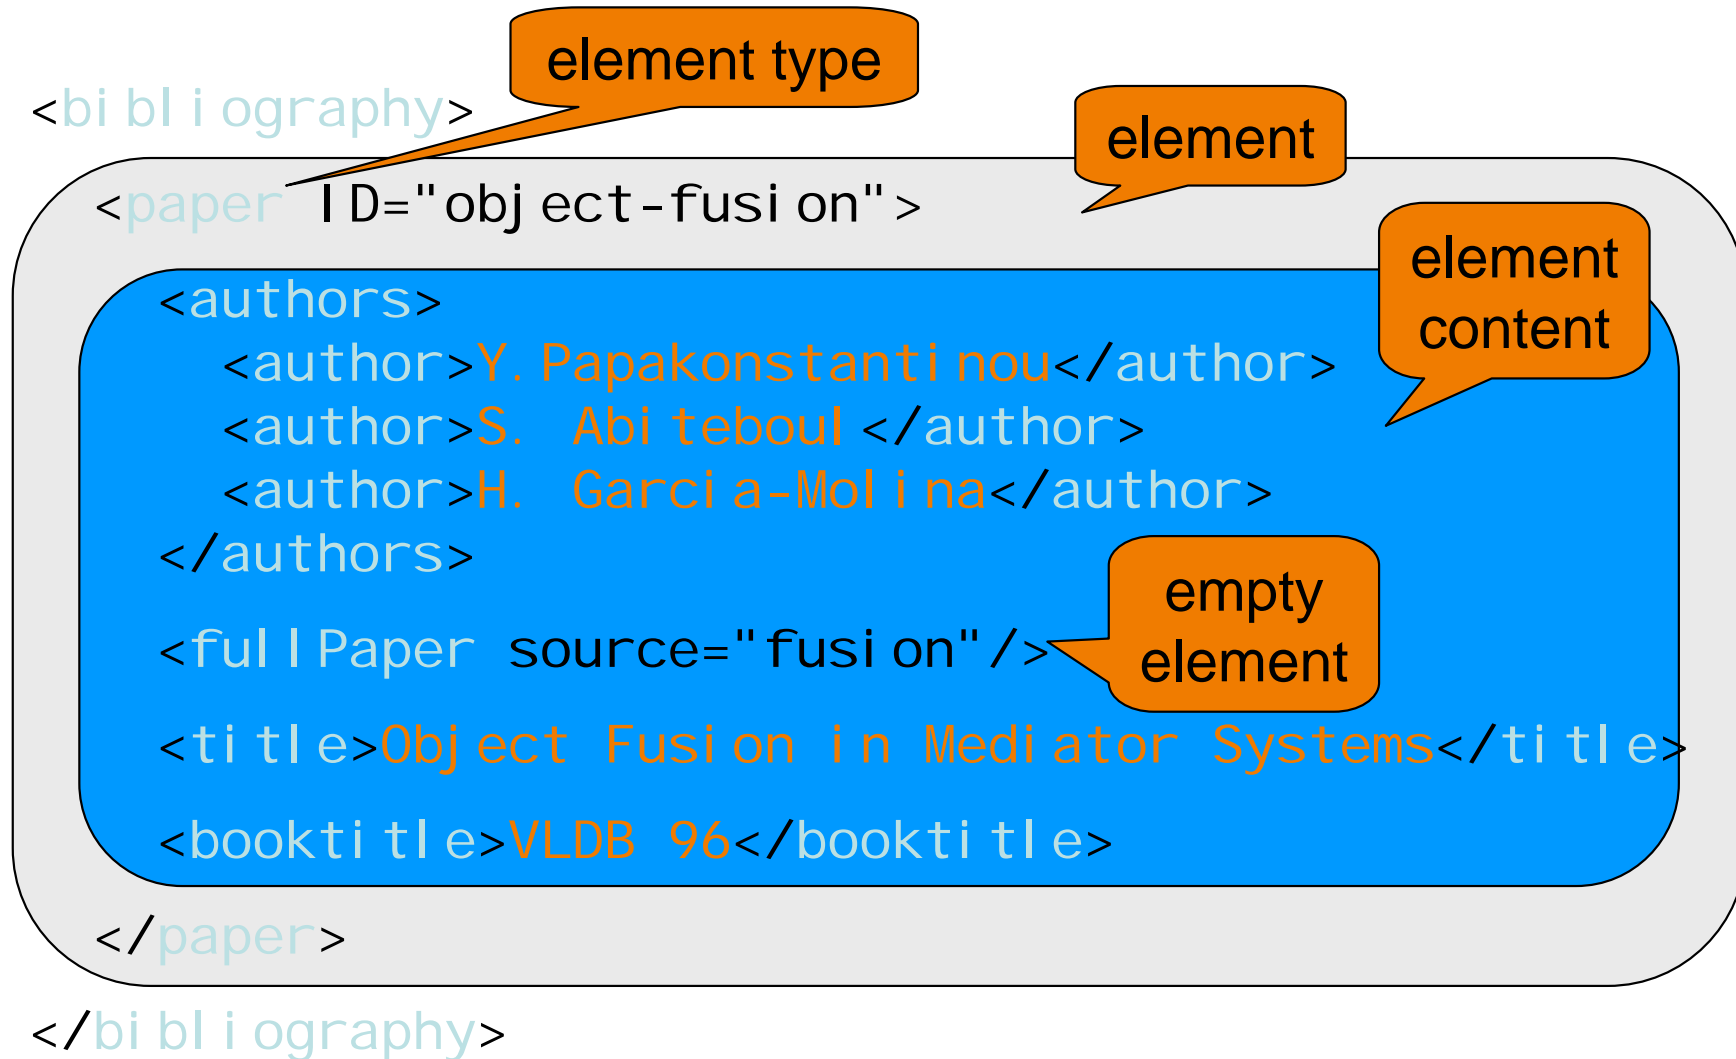 element type
<bibliography>
element
<paper ID="object-fusion">
element
content
<authors>
<author>Y.Papakonstantinou</author>
<author>S. Abiteboul</author>
<author>H. Garcia-Molina</author>
</authors>
empty
element
<fullPaper source="fusion"/>
<title>Object Fusion in Mediator Systems</title>
<booktitle>VLDB 96</booktitle>
</paper>
</bibliography>